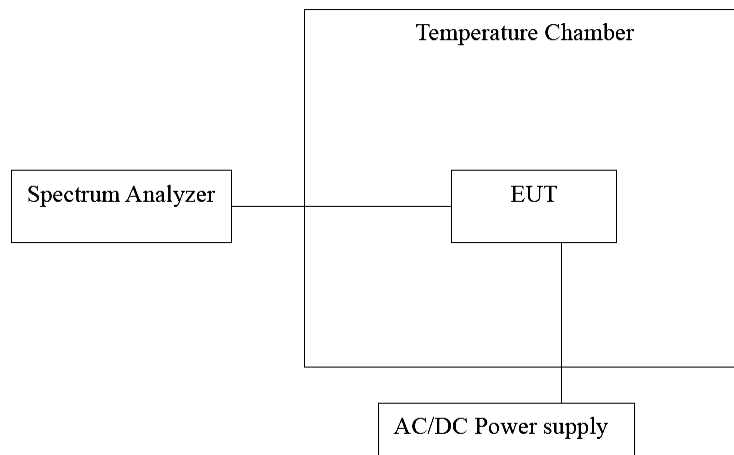 Temperature Chamber
Spectrum Analyzer
EUT
AC/DC Power supply